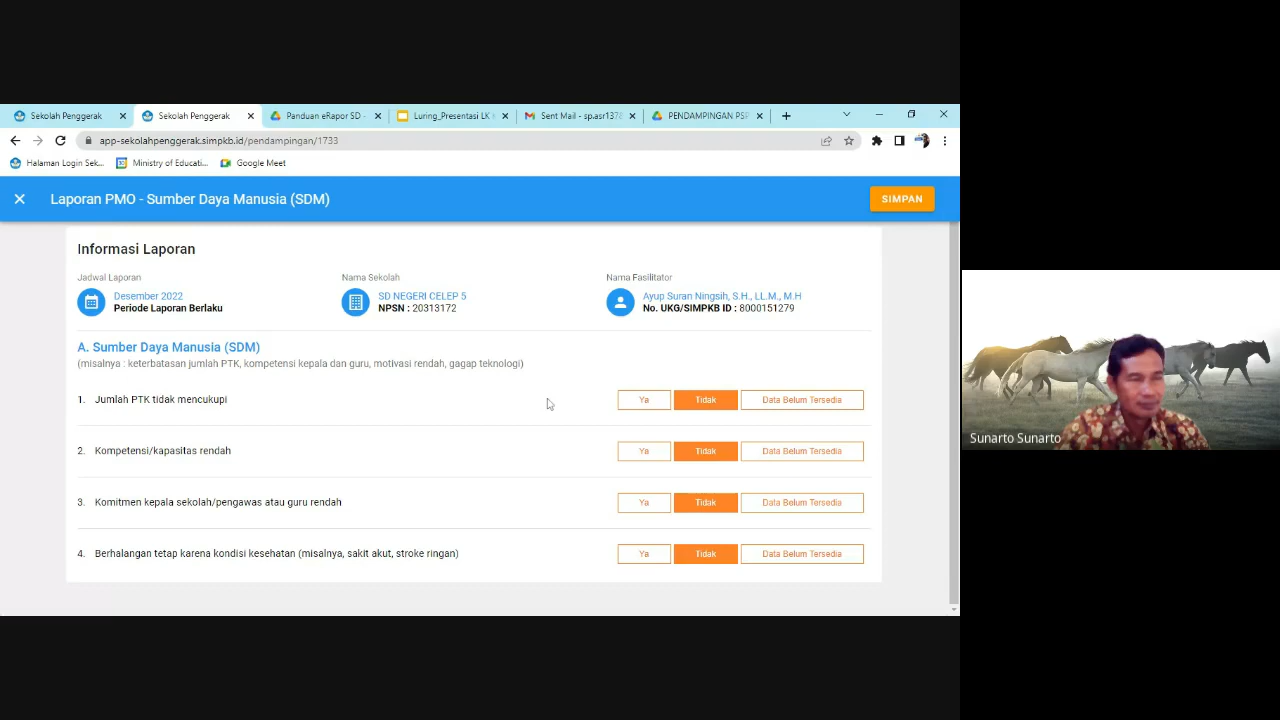 Sekolah Penggerak
Sekolah Penggerak
Panduan eRapor SD -
Luring_Presentasi LK
Sent Mail - sp.asr1378
PENDAMPINGAN PSP
app-sekolahpenggerak.simpkb.id/pendampingan/1733
Halaman Login Sek...
Ministry of Educati...
Google Meet
Laporan PMO - Sumber Daya Manusia (SDM)
SIMPAN
Informasi Laporan
Jadwal Laporan
Desember 2022
Periode Laporan Berlaku
Nama Sekolah
SD NEGERI CELEP 5
NPSN : 20313172
Nama Fasilitator
Ayup Suran Ningsih, S.H., LL.M., M.H
No. UKG/SIMPKB ID : 8000151279
A. Sumber Daya Manusia (SDM)
(misalnya : keterbatasan jumlah PTK, kompetensi kepala dan guru, motivasi rendah, gagap teknologi)
1. Jumlah PTK tidak mencukupi Ya Tidak Data Belum Tersedia
2. Kompetensi/kapasitas rendah Ya Tidak Data Belum Tersedia
3. Komitmen kepala sekolah/pengawas atau guru rendah Ya Tidak Data Belum Tersedia
4. Berhalangan tetap karena kondisi kesehatan (misalnya, sakit akut, stroke ringan) Ya Tidak Data Belum Tersedia
Sunarto Sunarto